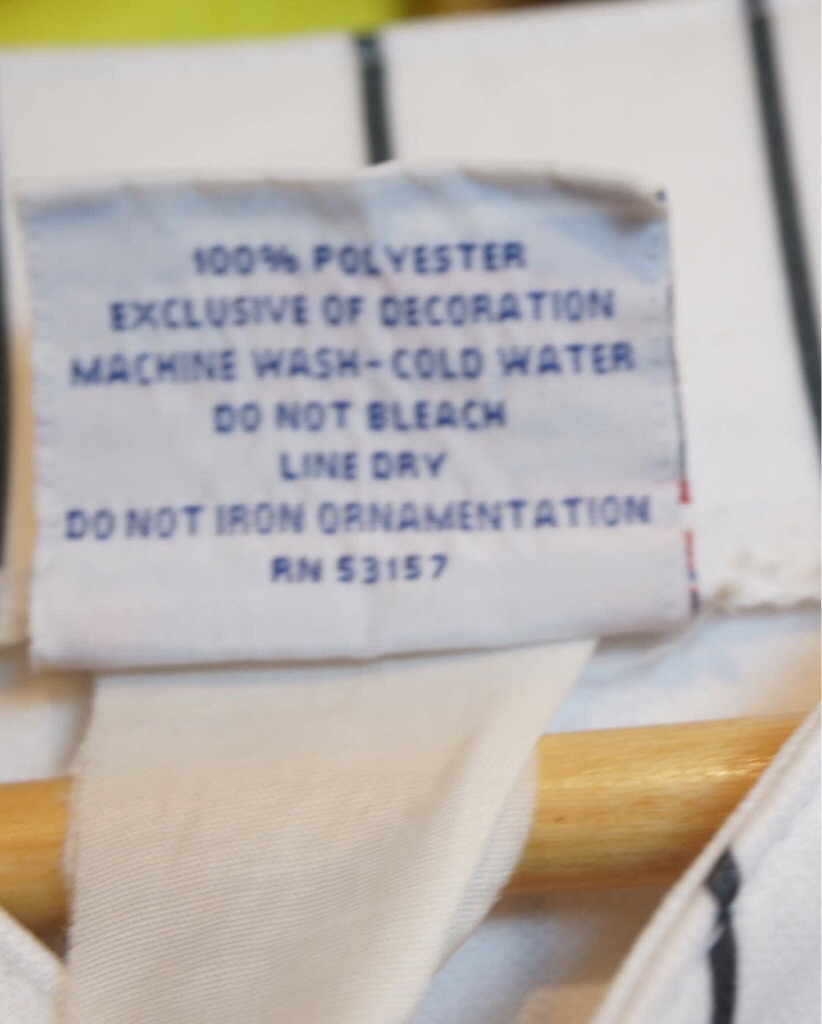 100% POLYESTER
EXCLUSIVE OF DECORATION
MACHINE WASH-COLD WATER
DO NOT BLEACH
LINE DRY
DO NOT IRON ORNAMENTATION
RN 53157